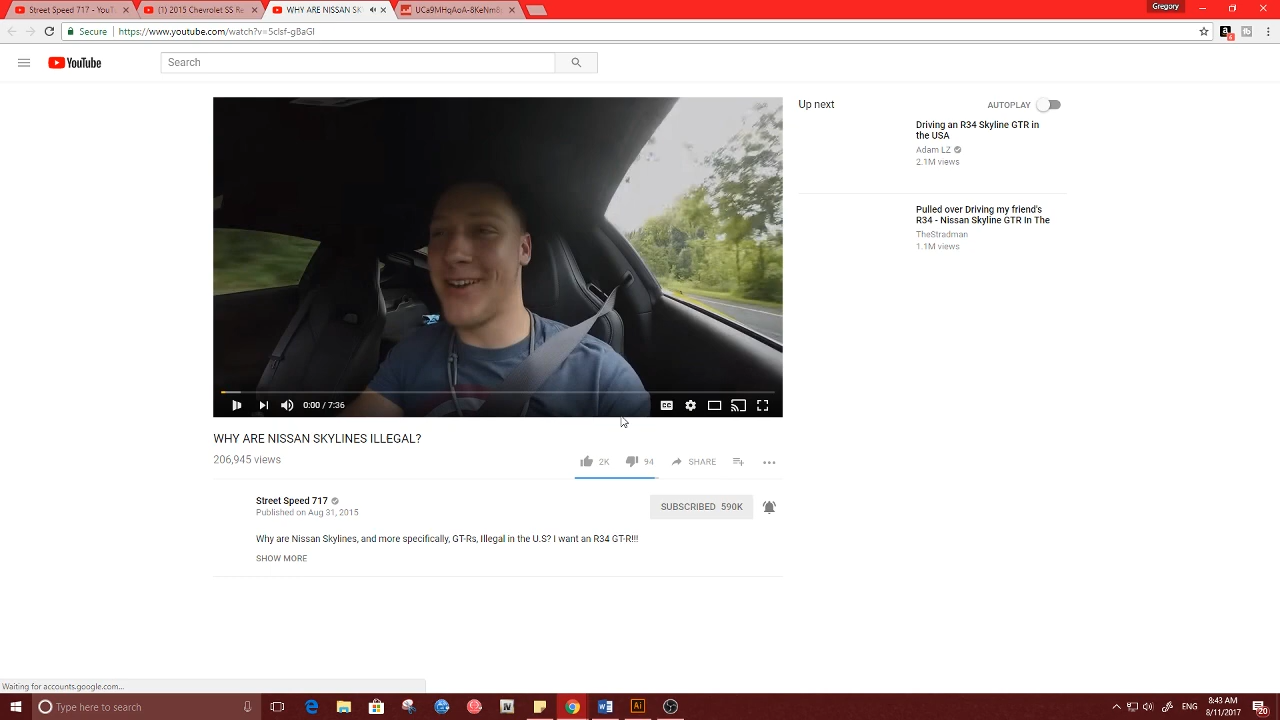 Street Speed 717 - YouT
(1) 2015 Chevrolet SS Re
WHY ARE NISSAN SK
UCa9MHqAoA-8KeNm8
Gregory
Secure https://www.youtube.com/watch?v=5cIsf-gBaGI
YouTube
Search
0:00 / 7:36
CC
WHY ARE NISSAN SKYLINES ILLEGAL?
206,945 views
2K 94 SHARE
Street Speed 717
Published on Aug 31, 2015
SUBSCRIBED 590K
Why are Nissan Skylines, and more specifically, GT-Rs, Illegal in the U.S? I want an R34 GT-R!!!
SHOW MORE
Up next
AUTOPLAY
Driving an R34 Skyline GTR in
the USA
Adam LZ
2.1M views
Pulled over Driving my friend's
R34 - Nissan Skyline GTR In The
TheStradman
1.1M views
Waiting for accounts.google.com...
Type here to search
ENG
8:43 AM
8/11/2017
20